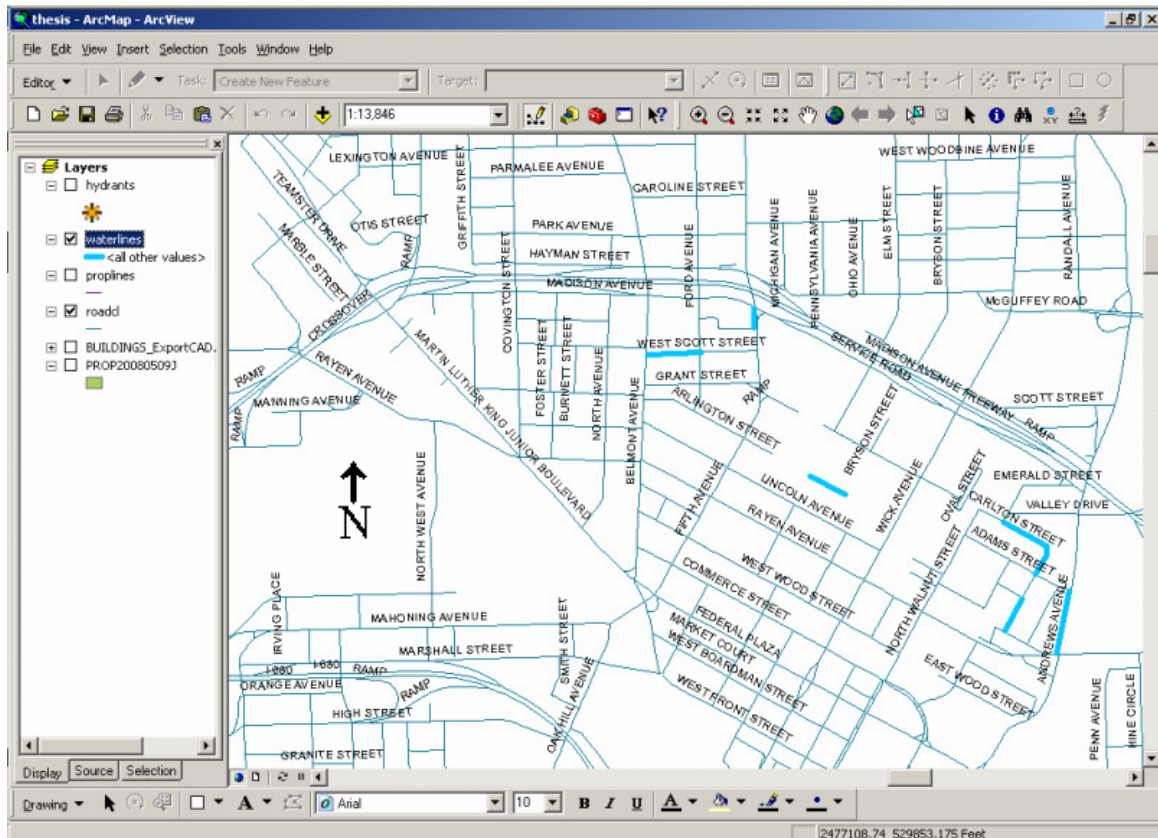 thesis - ArcMap - ArcView
File Edit View Insert Selection Tools Window Help
Editor Task: Create New Feature Target:
1:13,846
Layers
hydrants
waterlines
<all other values>
proplines
roadcl
BUILDINGS_ExportCAD.
PROP20080509J
Display Source Selection
LEXINGTON AVENUE
TEAMSTER DRIVE
OTIS STREET
MARBLE STREET
RAMP
GRIFFITH STREET
PARMALEE AVENUE
CAROLINE STREET
WEST WOODBINE AVENUE
PARK AVENUE
HAYMAN STREET
MADISON AVENUE
COVINGTON STREET
FORD AVENUE
MICHIGAN AVENUE
PENNSYLVANIA AVENUE
OHIO AVENUE
ELM STREET
BRYSON STREET
RANDALL AVENUE
McGUFFEY ROAD
CROSSOVER
RAMP
RAYEN AVENUE
MANNING AVENUE
RAMP
MARTIN LUTHER KING JUNIOR BOULEVARD
FOSTER STREET
BURNETT STREET
NORTH AVENUE
BELMONT AVENUE
WEST SCOTT STREET
GRANT STREET
ARLINGTON STREET
RAMP
MADISON AVENUE FREEWAY
SERVICE ROAD
RAMP
SCOTT STREET
BRYSON STREET
EMERALD STREET
VALLEY DRIVE
OVAL STREET
CARLTON STREET
ADAMS STREET
WICK AVENUE
LINCOLN AVENUE
RAYEN AVENUE
FIFTH AVENUE
WEST WOOD STREET
COMMERCE STREET
FEDERAL PLAZA
MARKET COURT
WEST BOARDMAN STREET
WEST FRONT STREET
NORTH WALNUT STREET
ANDREWS AVENUE
EAST WOOD STREET
PENN AVENUE
HINE CIRCLE
N
NORTH WEST AVENUE
IRVING PLACE
MAHONING AVENUE
MARSHALL STREET
SMITH STREET
I-680
I-680
RAMP
ORANGE AVENUE
RAMP
HIGH STREET
OAK HILL AVENUE
GRANITE STREET
Drawing A Arial 10 B I U A
2477108.74 529853.175 Feet